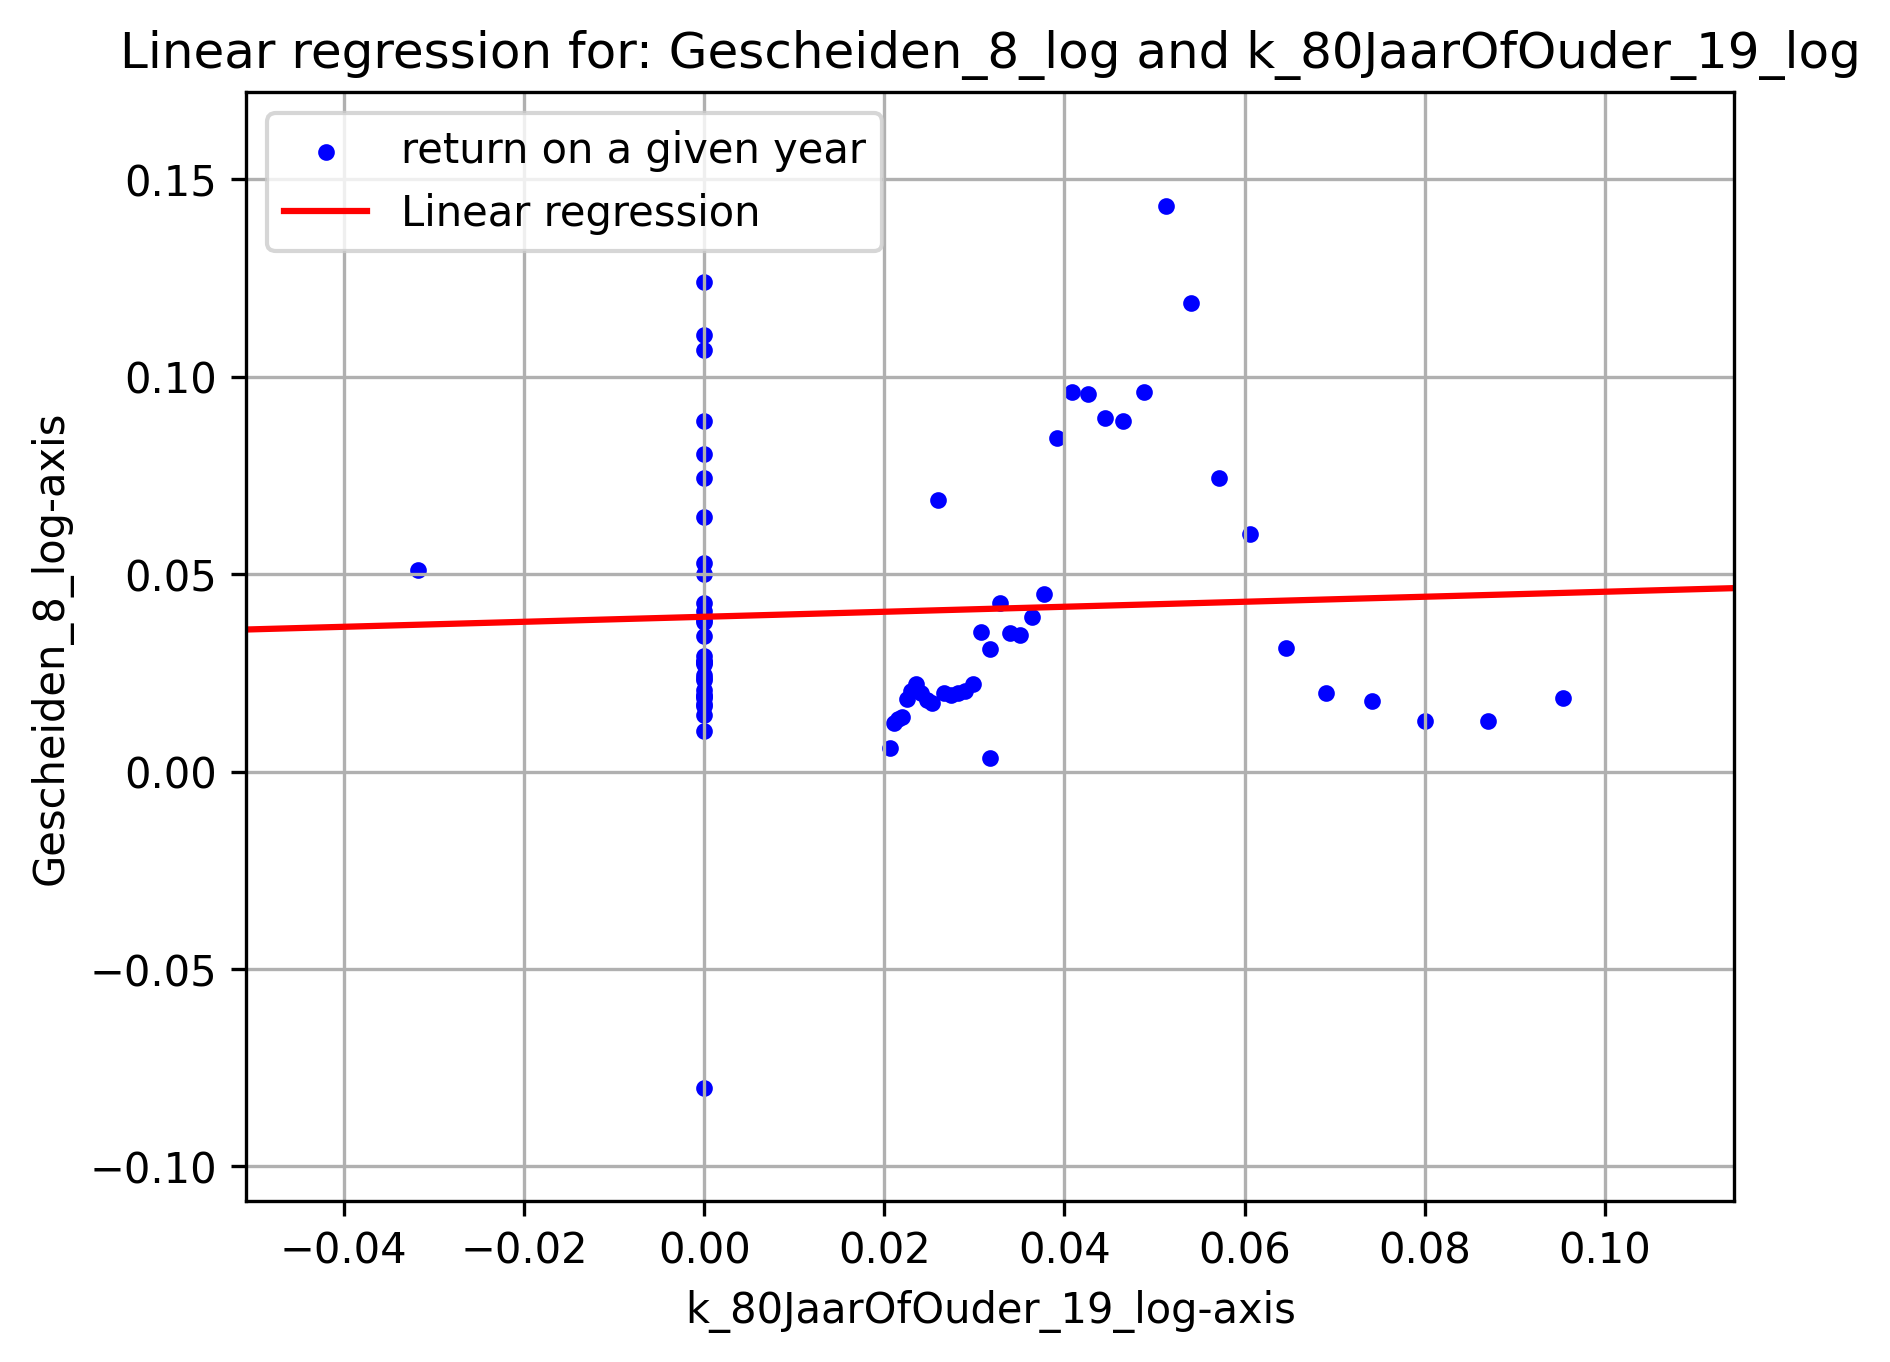 Linear regression for: Gescheiden_8_log and k_80JaarOfOuder_19_log
return on a given year
Linear regression
0.15
0.10
0.05
0.00
−0.05
−0.10
Gescheiden_8_log-axis
−0.04 −0.02 0.00 0.02 0.04 0.06 0.08 0.10
k_80JaarOfOuder_19_log-axis